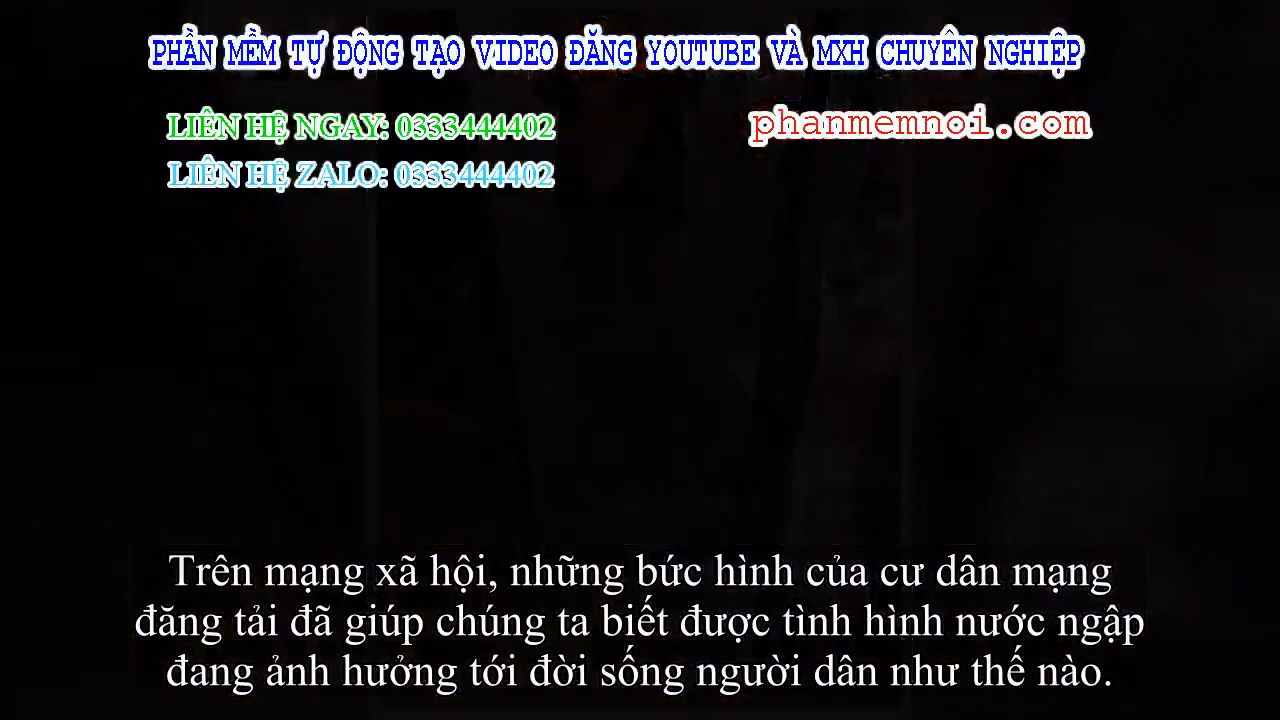 PHẦN MỀM TỰ ĐỘNG TẠO VIDEO ĐĂNG YOUTUBE VÀ MXH CHUYÊN NGHIỆP
LIÊN HỆ NGAY: 0333444402
phanmemnoi.com
LIÊN HỆ ZALO: 0333444402
Trên mạng xã hội, những bức hình của cư dân mạng
đăng tải đã giúp chúng ta biết được tình hình nước ngập
đang ảnh hưởng tới đời sống người dân như thế nào.